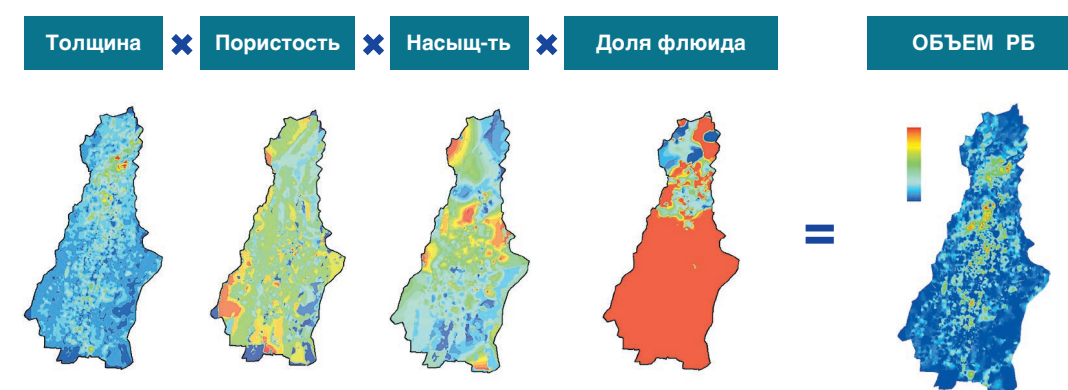 Толщина ✖ Пористость ✖ Насыщ-ть ✖ Доля флюида ОБЪЕМ РБ
=